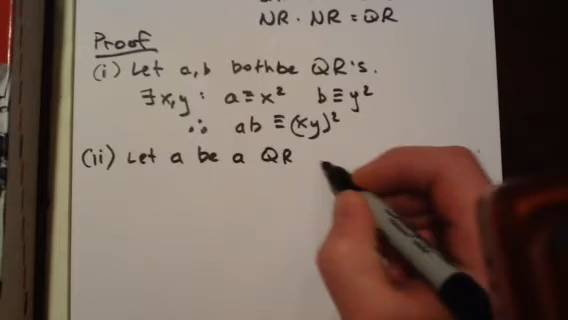 NR · NR = QR
Proof
(i) Let a,b both be QR's.
∃x,y : a ≡ x² b ≡ y²
∴ ab ≡ (xy)²
(ii) Let a be a QR